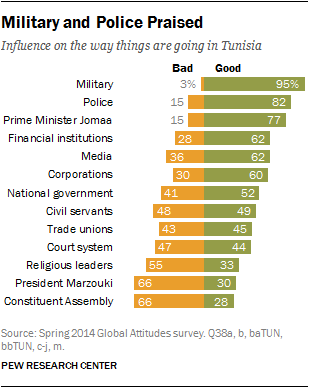 Military and Police Praised
Influence on the way things are going in Tunisia
Bad Good
Military 3% 95%
Police 15 82
Prime Minister Jomaa 15 77
Financial institutions 28 62
Media 36 62
Corporations 30 60
National government 41 52
Civil servants 48 49
Trade unions 43 45
Court system 47 44
Religious leaders 55 33
President Marzouki 66 30
Constituent Assembly 66 28
Source: Spring 2014 Global Attitudes survey. Q38a, b, baTUN,
bbTUN, c-j, m.
PEW RESEARCH CENTER